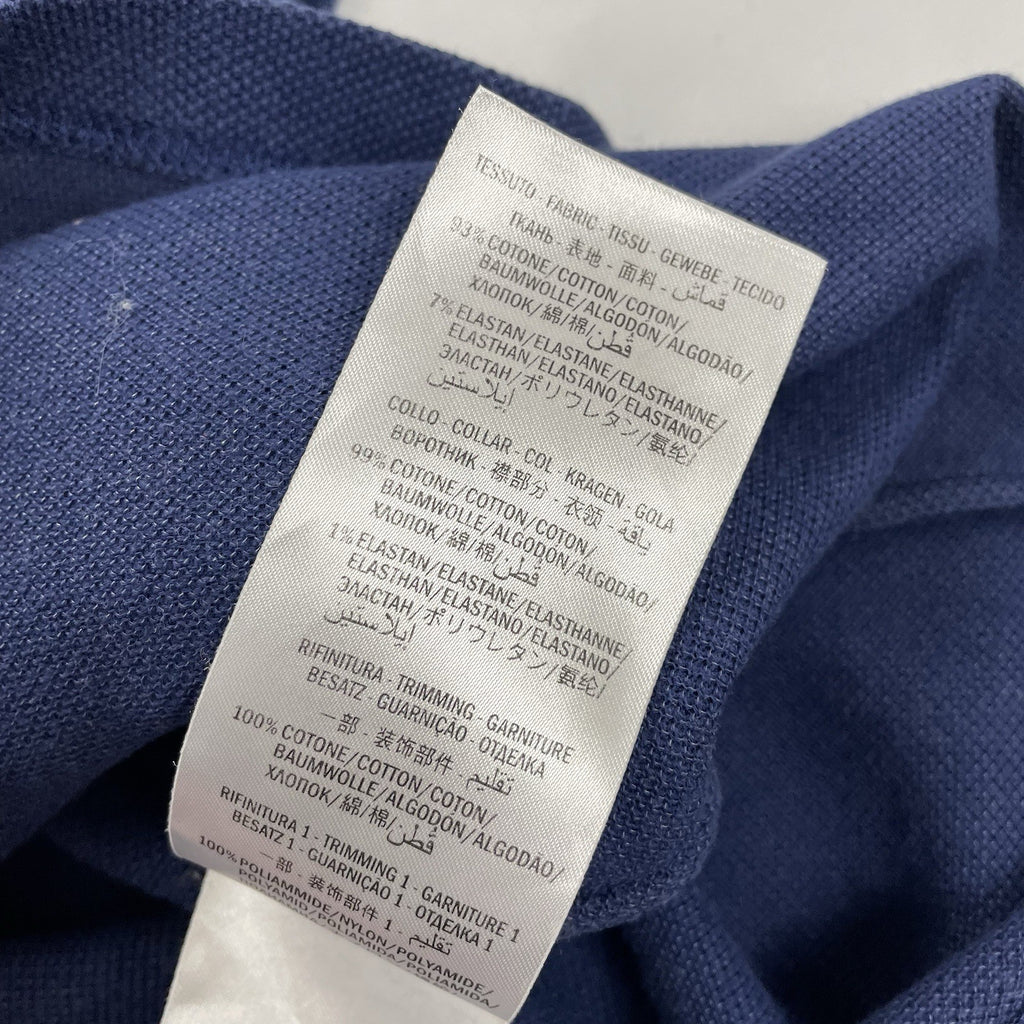 TESSUTO - FABRIC - TISSU - GEWEBE - TECIDO
ТКАНЬ - 表地 - 面料 - قماش
93% COTONE/COTTON/COTON/
BAUMWOLLE/ALGODÓN/ALGODÃO/
ХЛОПОК/綿/棉/قطن
7% ELASTAN/ELASTANE/ELASTHANNE/
ELASTHAN/ELASTANO/ELASTANO/
ЭЛАСТАН/ポリウレタン/氨纶/
إيلاستين
COLLO - COLLAR - COL - KRAGEN - GOLA
ВОРОТНИК - 襟部分 - 衣领 - ياقة
99% COTONE/COTTON/COTON/
BAUMWOLLE/ALGODÓN/ALGODÃO/
ХЛОПОК/綿/棉/قطن
1% ELASTAN/ELASTANE/ELASTHANNE/
ELASTHAN/ELASTANO/ELASTANO/
ЭЛАСТАН/ポリウレタン/氨纶/
إيلاستين
RIFINITURA - TRIMMING - GARNITURE
BESATZ - GUARNIÇÃO - ОТДЕЛКА
一部 - 装饰部件 - تقليم
100% COTONE/COTTON/COTON/
BAUMWOLLE/ALGODÓN/ALGODÃO/
ХЛОПОК/綿/棉/قطن
RIFINITURA 1 - TRIMMING 1 - GARNITURE 1
BESATZ 1 - GUARNIÇÃO 1 - ОТДЕЛКА 1
一部 - 装饰部件 1 - تقليم
100% POLIAMMIDE/NYLON/POLYAMIDE/
POLYAMID/POLIAMIDA/POLIAMIDA/